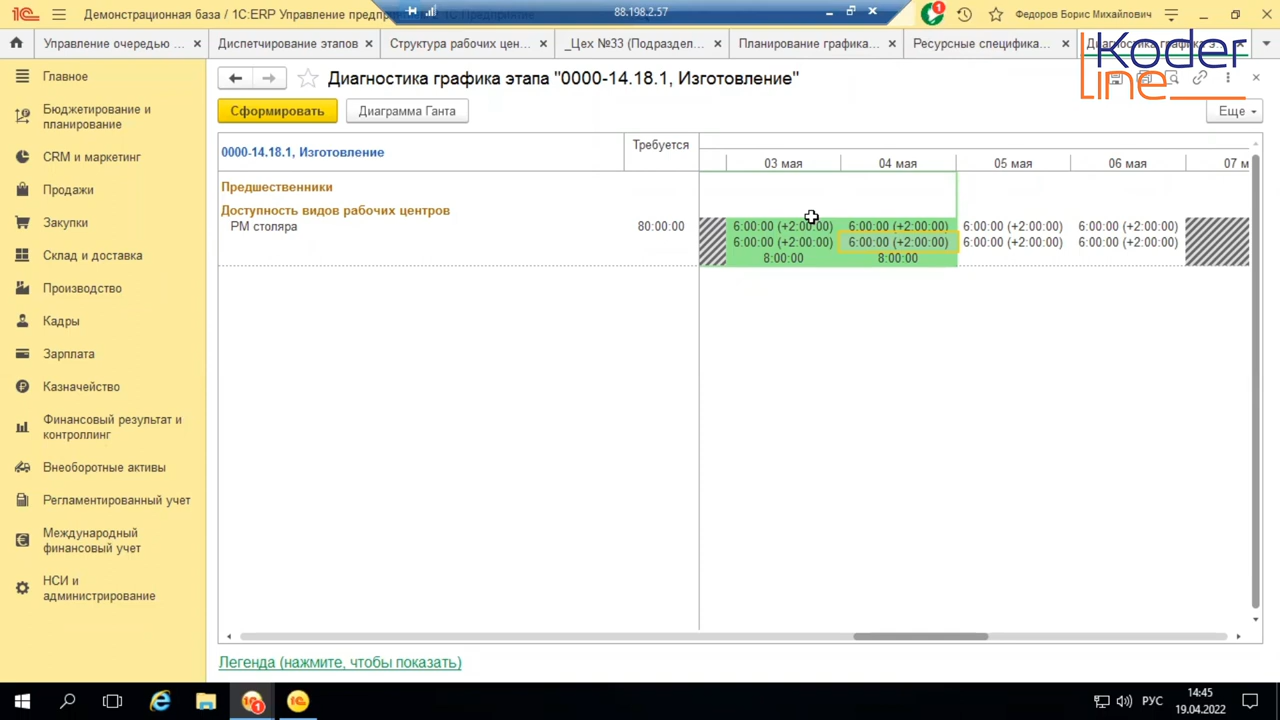 Демонстрационная база / 1С:ERP Управление предпр
88.198.2.57
С Предприятие
1
Федоров Борис Михайлович
Управление очередью ...
Диспетчирование этапов
Структура рабочих цен...
_Цех №33 (Подраздел...
Планирование графика...
Ресурсные спецификa...
Диагностика графика э...
Koder
line
Диагностика графика этапа "0000-14.18.1, Изготовление"
Сформировать
Диаграмма Ганта
Еще
Главное
Бюджетирование и
планирование
CRM и маркетинг
Продажи
Закупки
Склад и доставка
Производство
Кадры
Зарплата
Казначейство
Финансовый результат и
контроллинг
Внеоборотные активы
Регламентированный учет
Международный
финансовый учет
НСИ и
администрирование
0000-14.18.1, Изготовление
Требуется
03 мая 04 мая 05 мая 06 мая 07 м
Предшественники
Доступность видов рабочих центров
РМ столяра 80:00:00 6:00:00 (+2:00:00) 6:00:00 (+2:00:00) 6:00:00 (+2:00:00) 6:00:00 (+2:00:00)
6:00:00 (+2:00:00) 6:00:00 (+2:00:00) 6:00:00 (+2:00:00) 6:00:00 (+2:00:00)
8:00:00 8:00:00
Легенда (нажмите, чтобы показать)
РУС
14:45
19.04.2022